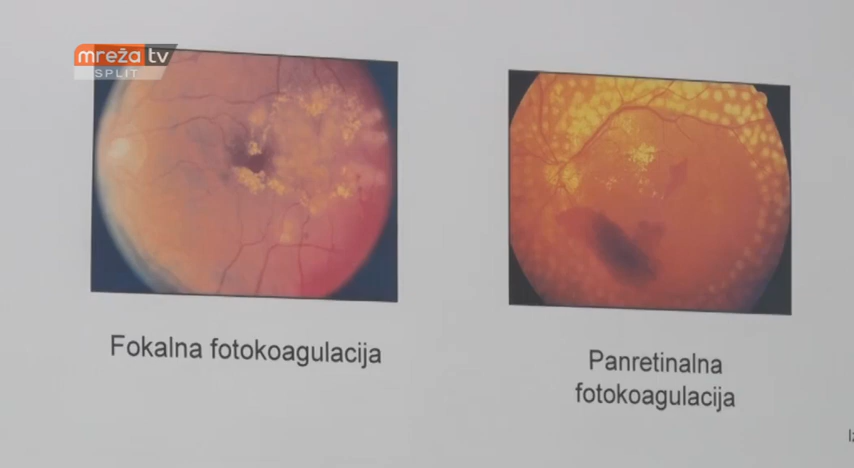 mreža tv
SPLIT
Fokalna fotokoagulacija
Panretinalna
fotokoagulacija